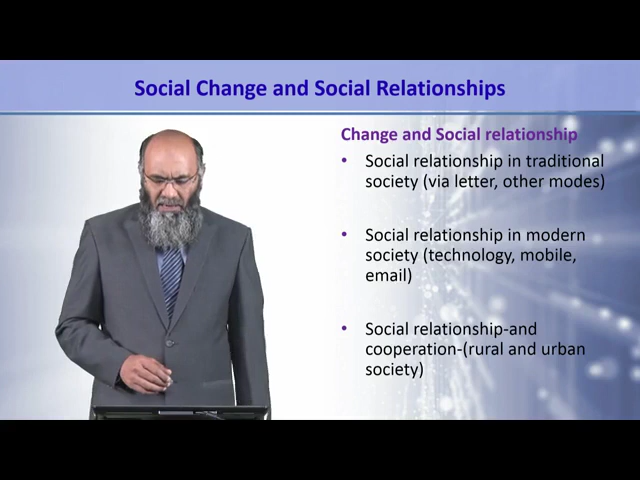 Social Change and Social Relationships
Change and Social relationship
• Social relationship in traditional
society (via letter, other modes)
• Social relationship in modern
society (technology, mobile,
email)
• Social relationship-and
cooperation-(rural and urban
society)